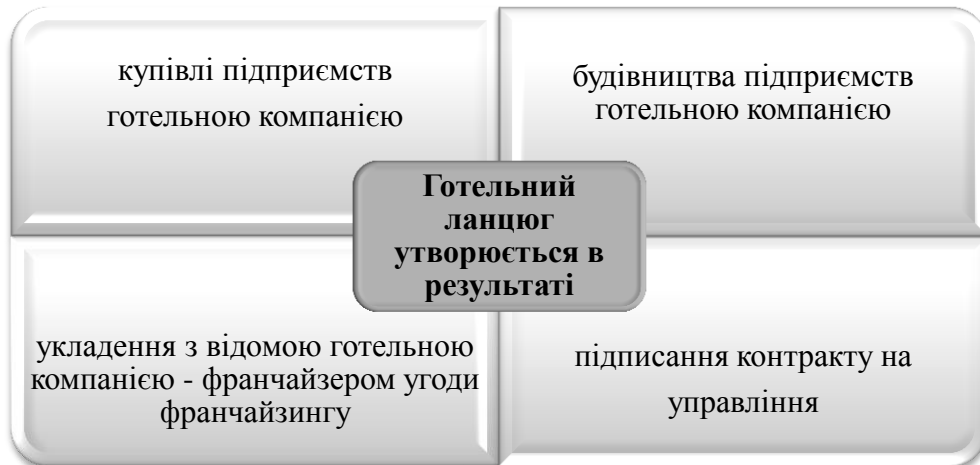 купівлі підприємств
готельною компанією
будівництва підприємств
готельною компанією
Готельний
ланцюг
утворюється в
результаті
укладення з відомою готельною
компанією - франчайзером угоди
франчайзингу
підписання контракту на
управління